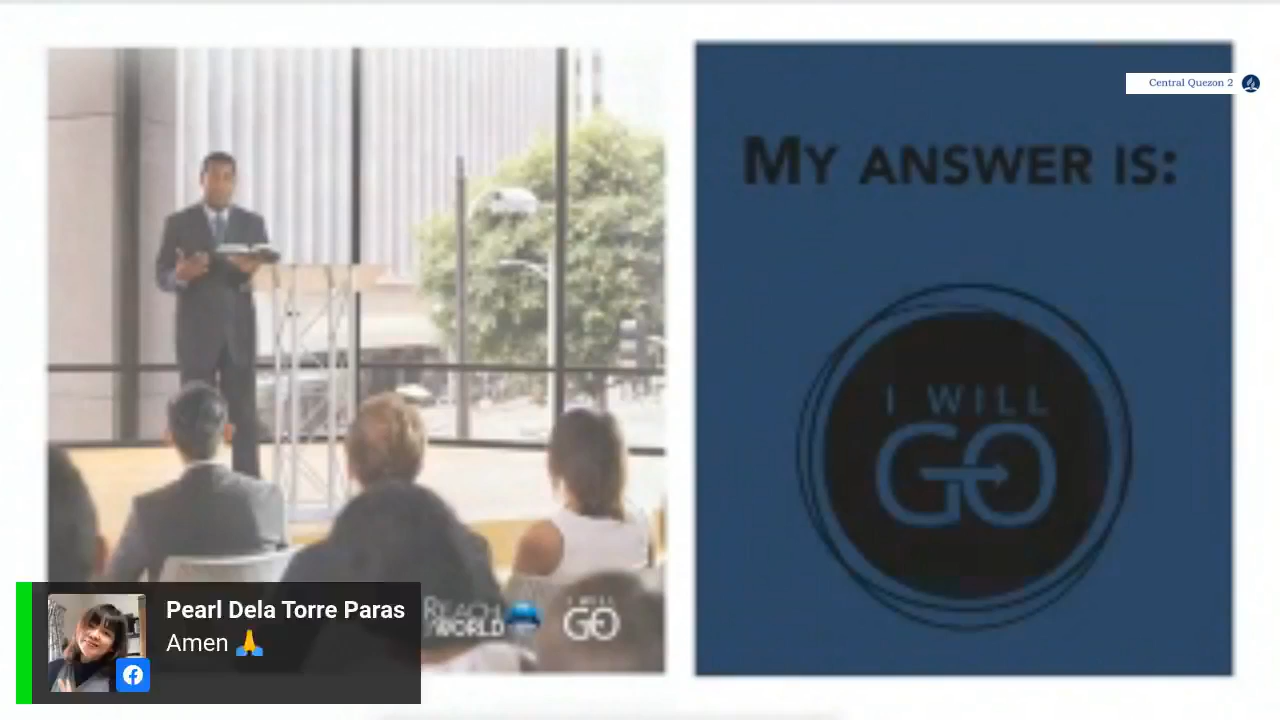 Central Quezon 2
MY ANSWER IS:
I WILL
GO
REACH
WORLD
I WILL
GO
Pearl Dela Torre Paras
Amen 🙏